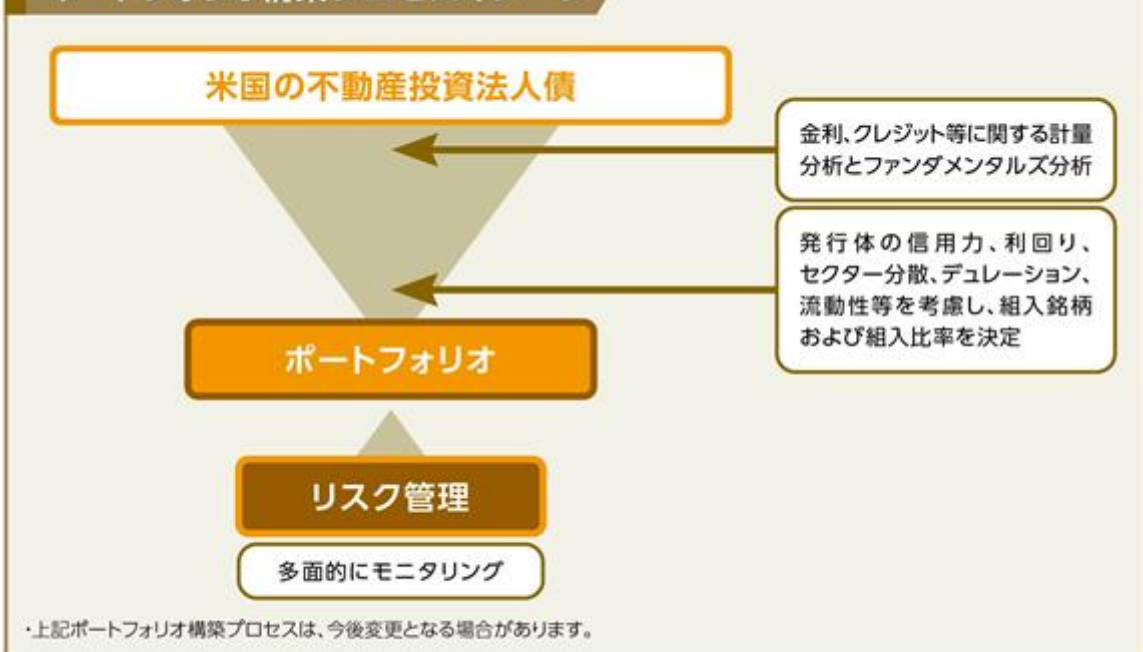 米国の不動産投資法人債
金利、クレジット等に関する計量
分析とファンダメンタルズ分析
発行体の信用力、利回り、
セクター分散、デュレーション、
流動性等を考慮し、組入銘柄
および組入比率を決定
ポートフォリオ
リスク管理
多面的にモニタリング
・上記ポートフォリオ構築プロセスは、今後変更となる場合があります。